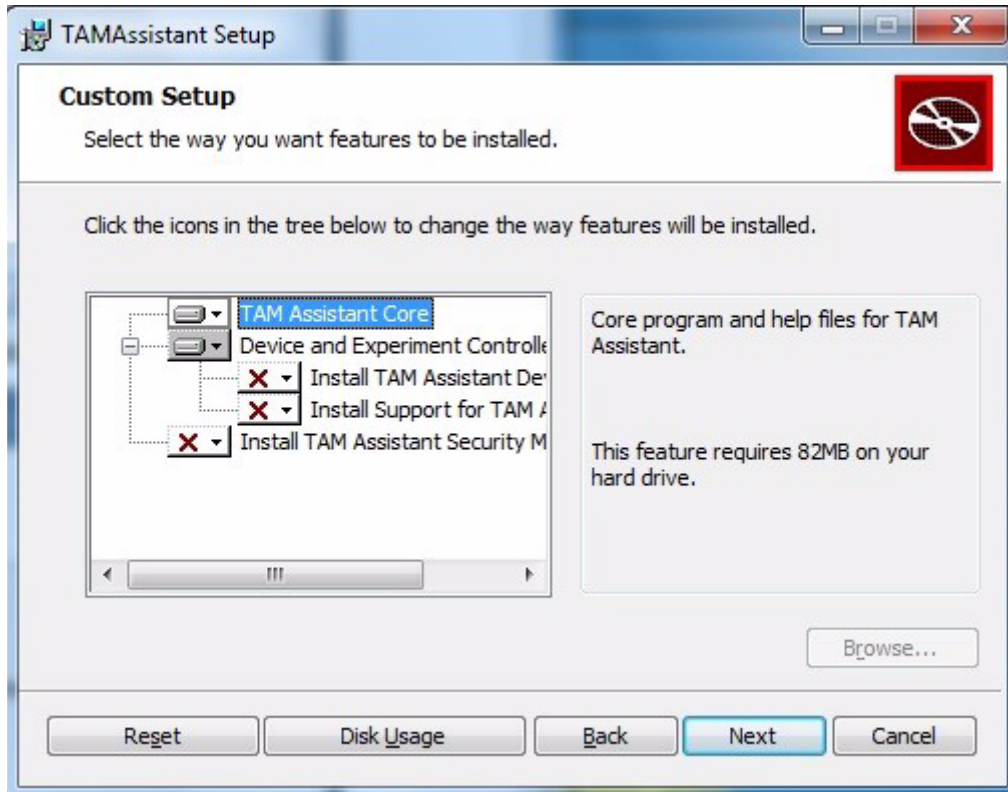 TAMAssistant Setup
Custom Setup
Select the way you want features to be installed.
Click the icons in the tree below to change the way features will be installed.
TAM Assistant Core
Device and Experiment Controlle
Install TAM Assistant De
Install Support for TAM
Install TAM Assistant Security M
Core program and help files for TAM
Assistant.
This feature requires 82MB on your
hard drive.
Browse...
Reset
Disk Usage
Back
Next
Cancel